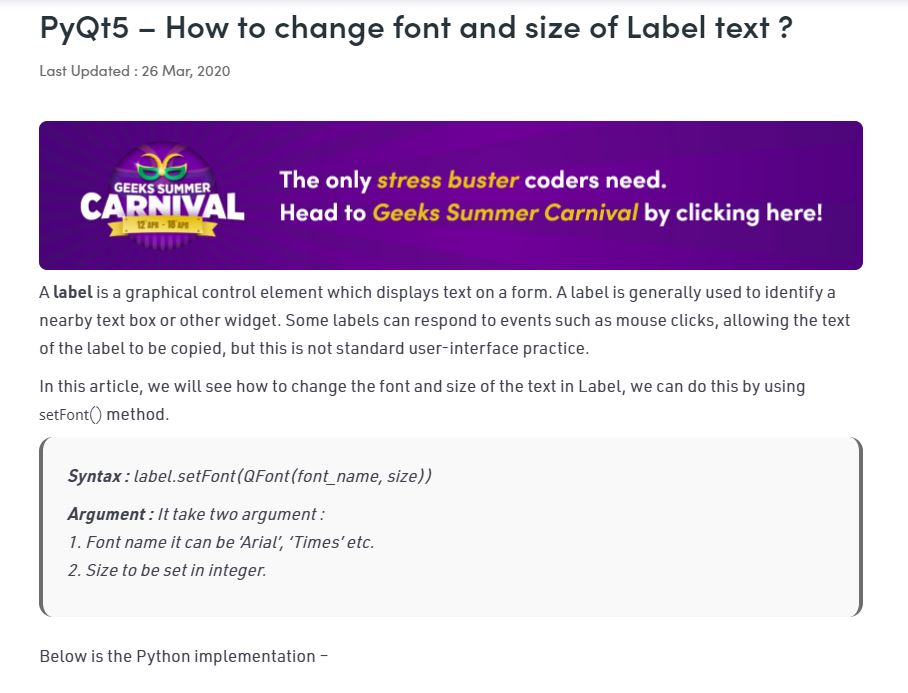 PyQt5 – How to change font and size of Label text ?
Last Updated : 26 Mar, 2020
GEEKS SUMMER
CARNIVAL
12 APR - 18 APR
The only stress buster coders need.
Head to Geeks Summer Carnival by clicking here!
A label is a graphical control element which displays text on a form. A label is generally used to identify a
nearby text box or other widget. Some labels can respond to events such as mouse clicks, allowing the text
of the label to be copied, but this is not standard user-interface practice.
In this article, we will see how to change the font and size of the text in Label, we can do this by using
setFont() method.
Syntax : label.setFont(QFont(font_name, size))
Argument : It take two argument :
1. Font name it can be ‘Arial’, ‘Times’ etc.
2. Size to be set in integer.
Below is the Python implementation –